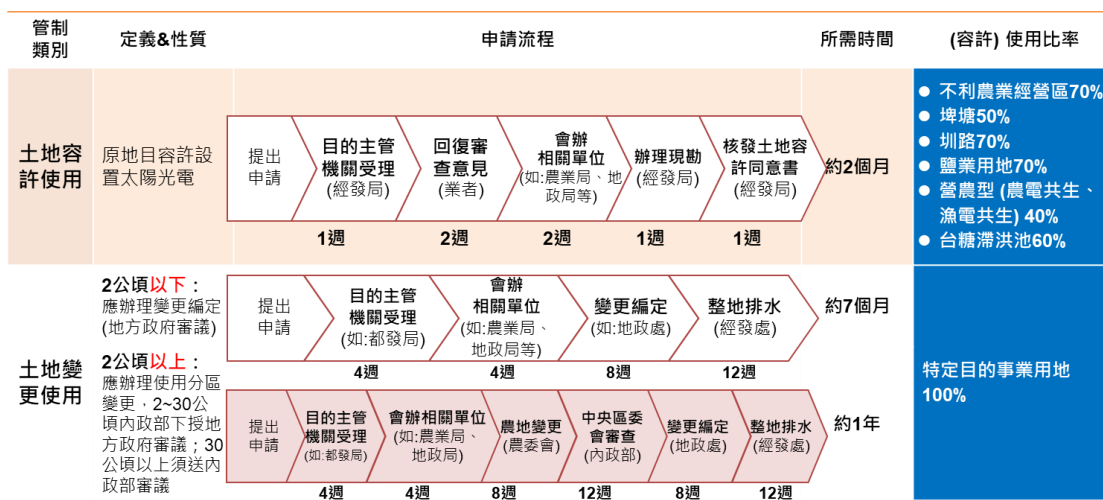 管制
類別
定義&性質
申請流程
所需時間
(容許) 使用比率
土地容
許使用
原地目容許設
置太陽光電
提出
申請
目的主管
機關受理
(經發局)
回復審
查意見
(業者)
會辦
相關單位
(如:農業局、地
政局等)
辦理現勘
(經發局)
核發土地容
許同意書
(經發局)
1週
2週
2週
1週
1週
約2個月
● 不利農業經營區70%
● 埤塘50%
● 圳路70%
● 鹽業用地70%
● 營農型 (農電共生、
漁電共生) 40%
● 台糖滯洪池60%
土地變
更使用
2公頃以下：
應辦理變更編定
(地方政府審議)
提出
申請
目的主管
機關受理
(如:都發局)
會辦
相關單位
(如:農業局、
地政局等)
變更編定
(如:地政處)
整地排水
(經發處)
4週
4週
8週
12週
約7個月
2公頃以上：
應辦理使用分區
變更，2~30公
頃內政部下授地
方政府審議；30
公頃以上須送內
政部審議
提出
申請
目的主管
機關受理
(如:都發局)
會辦相關單位
(如:農業局、
地政局)
農地變更
(農委會)
中央區委
會審查
(內政部)
變更編定
(地政處)
整地排水
(經發處)
4週
4週
8週
12週
8週
12週
約1年
特定目的事業用地
100%